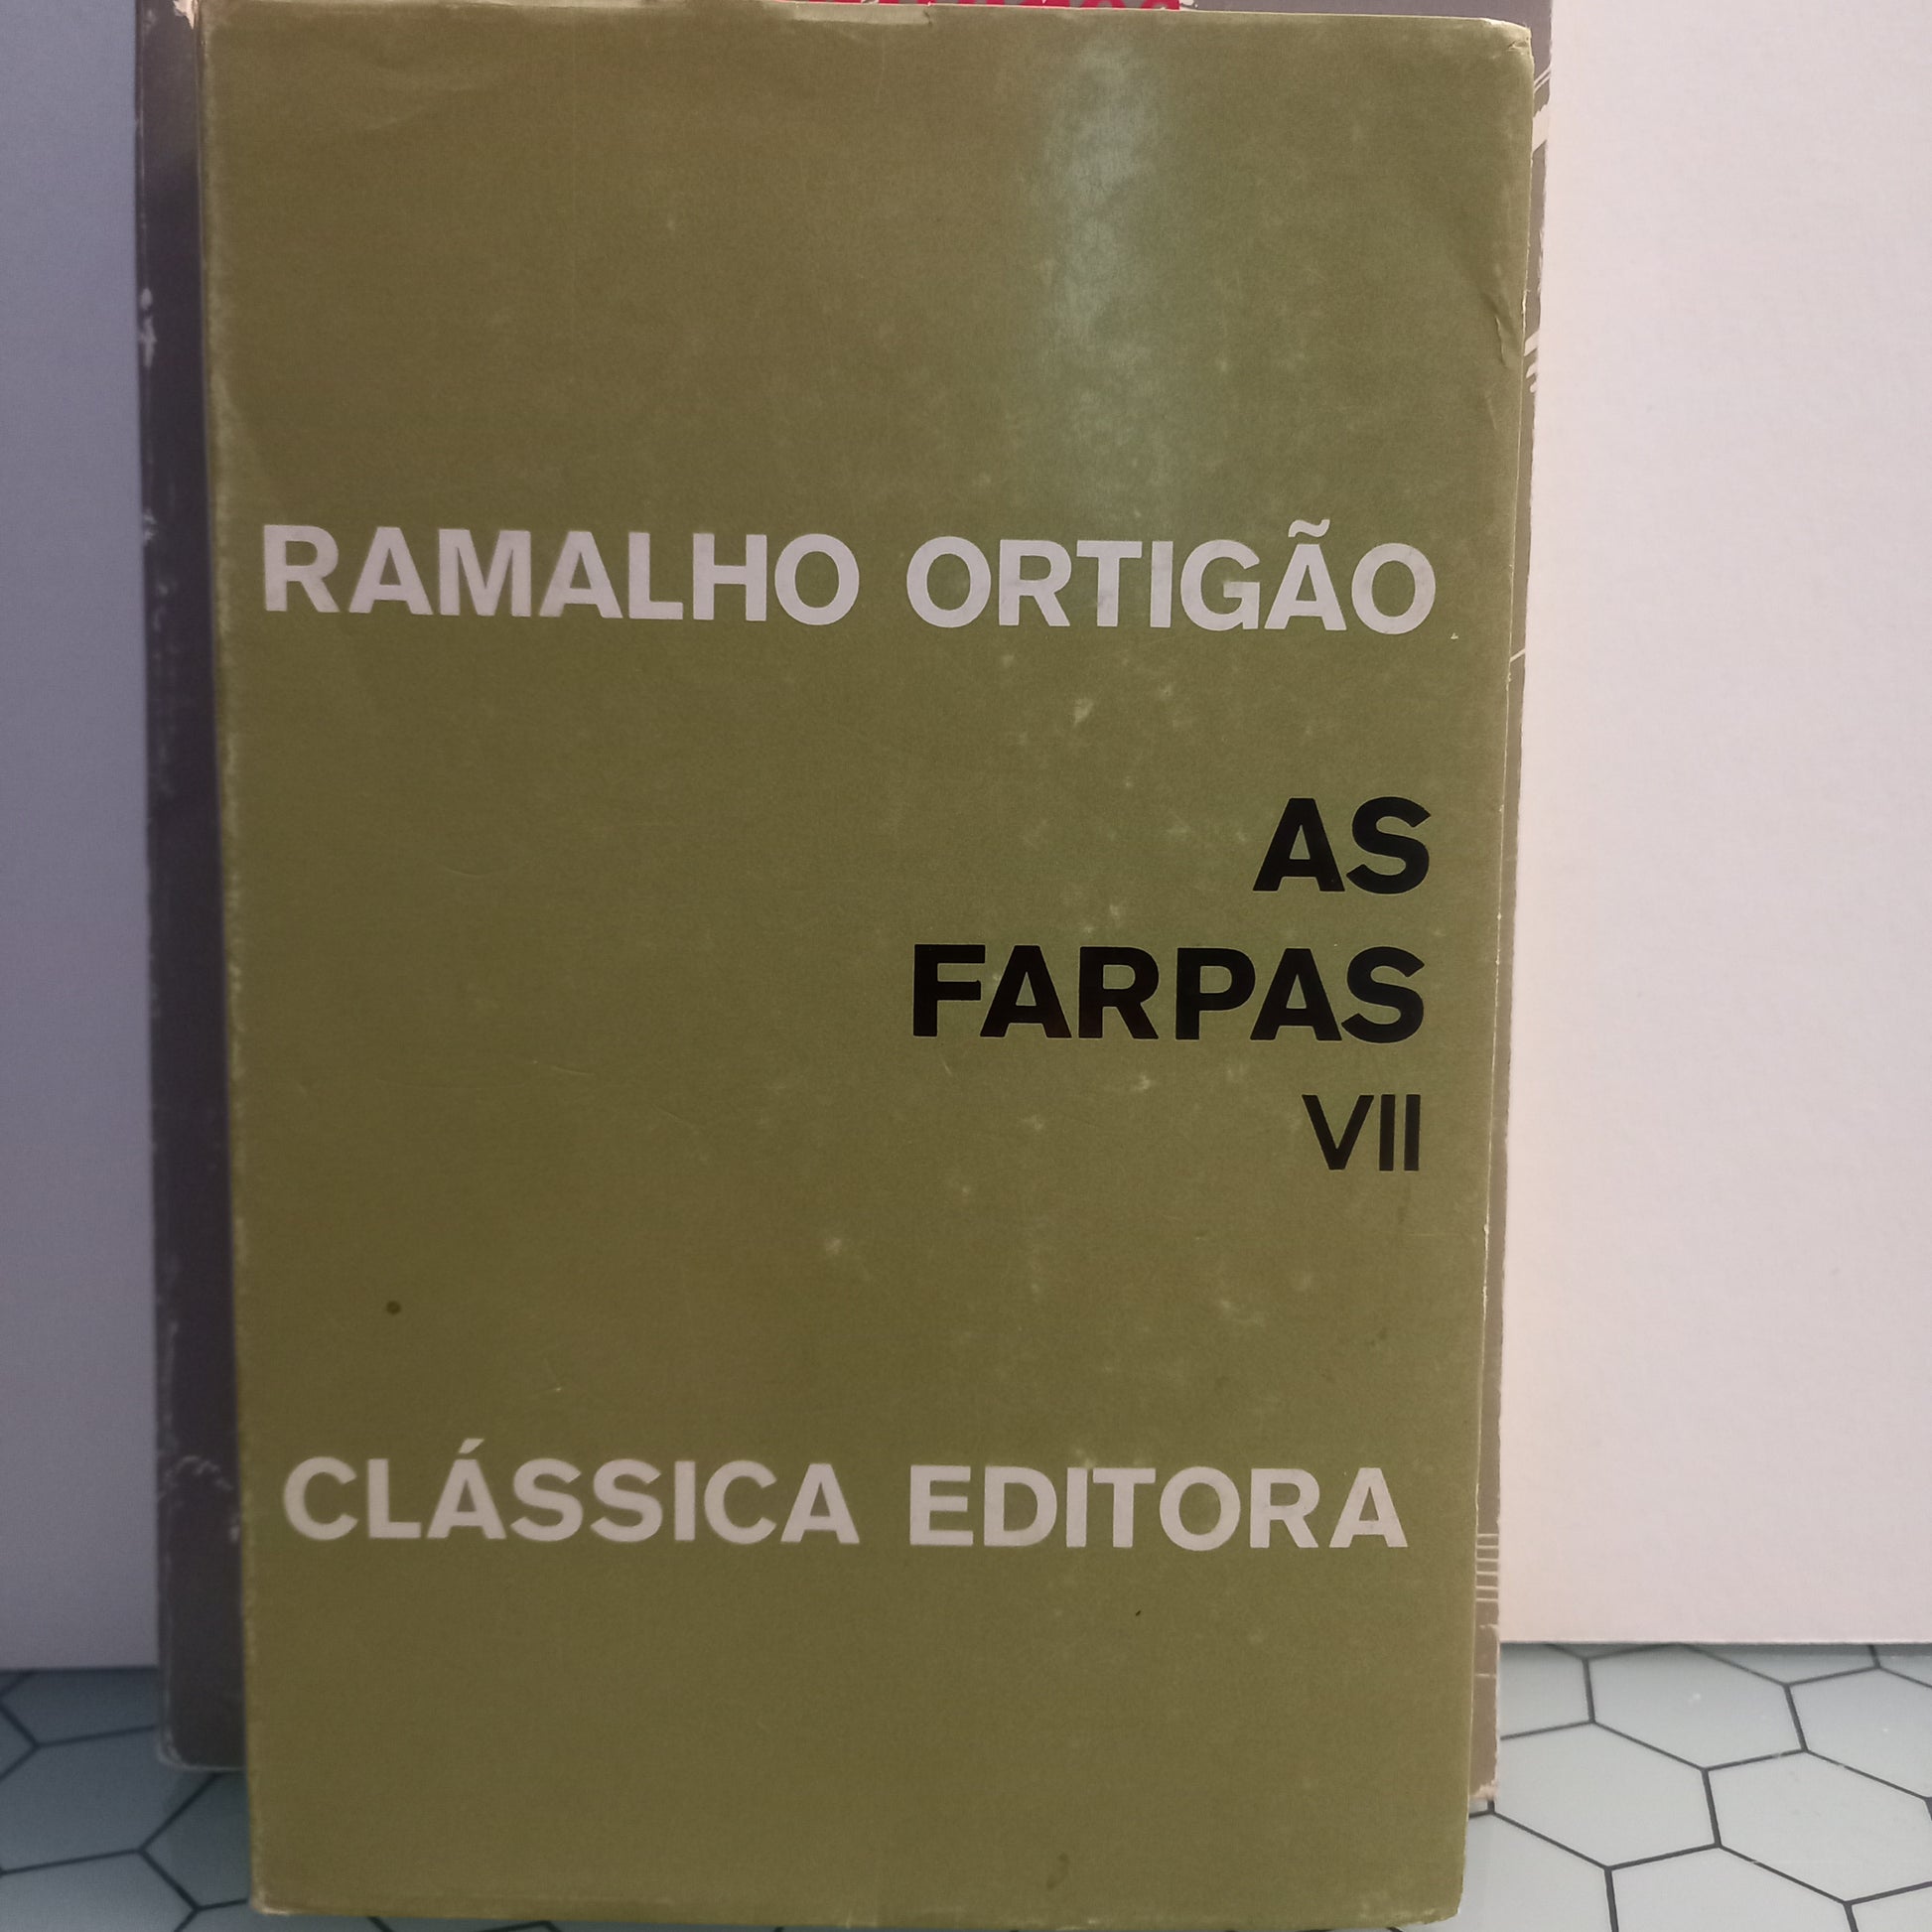 RAMALHO ORTIGÃO
AS
FARPAS
VII
CLÁSSICA EDITORA